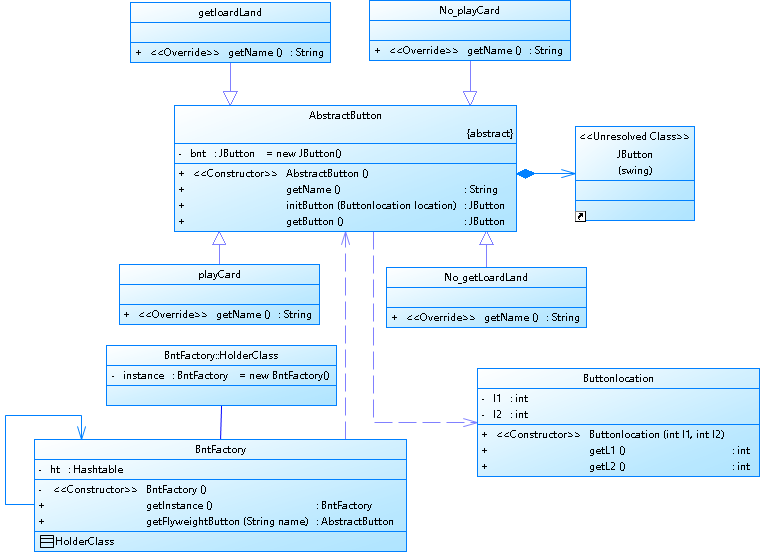 getloardLand
+ <<Override>> getName () : String
No_playCard
+ <<Override>> getName () : String
AbstractButton
{abstract}
- bnt : JButton = new JButton()
+ <<Constructor>> AbstractButton ()
+ getName () : String
+ initButton (Buttonlocation location) : JButton
+ getButton () : JButton
<<Unresolved Class>>
JButton
(swing)
playCard
+ <<Override>> getName () : String
No_getLoardLand
+ <<Override>> getName () : String
BntFactory::HolderClass
- instance : BntFactory = new BntFactory()
Buttonlocation
- l1 : int
- l2 : int
+ <<Constructor>> Buttonlocation (int l1, int l2)
+ getL1 () : int
+ getL2 () : int
BntFactory
- ht : Hashtable
- <<Constructor>> BntFactory ()
+ getInstance () : BntFactory
+ getFlyweightButton (String name) : AbstractButton
HolderClass